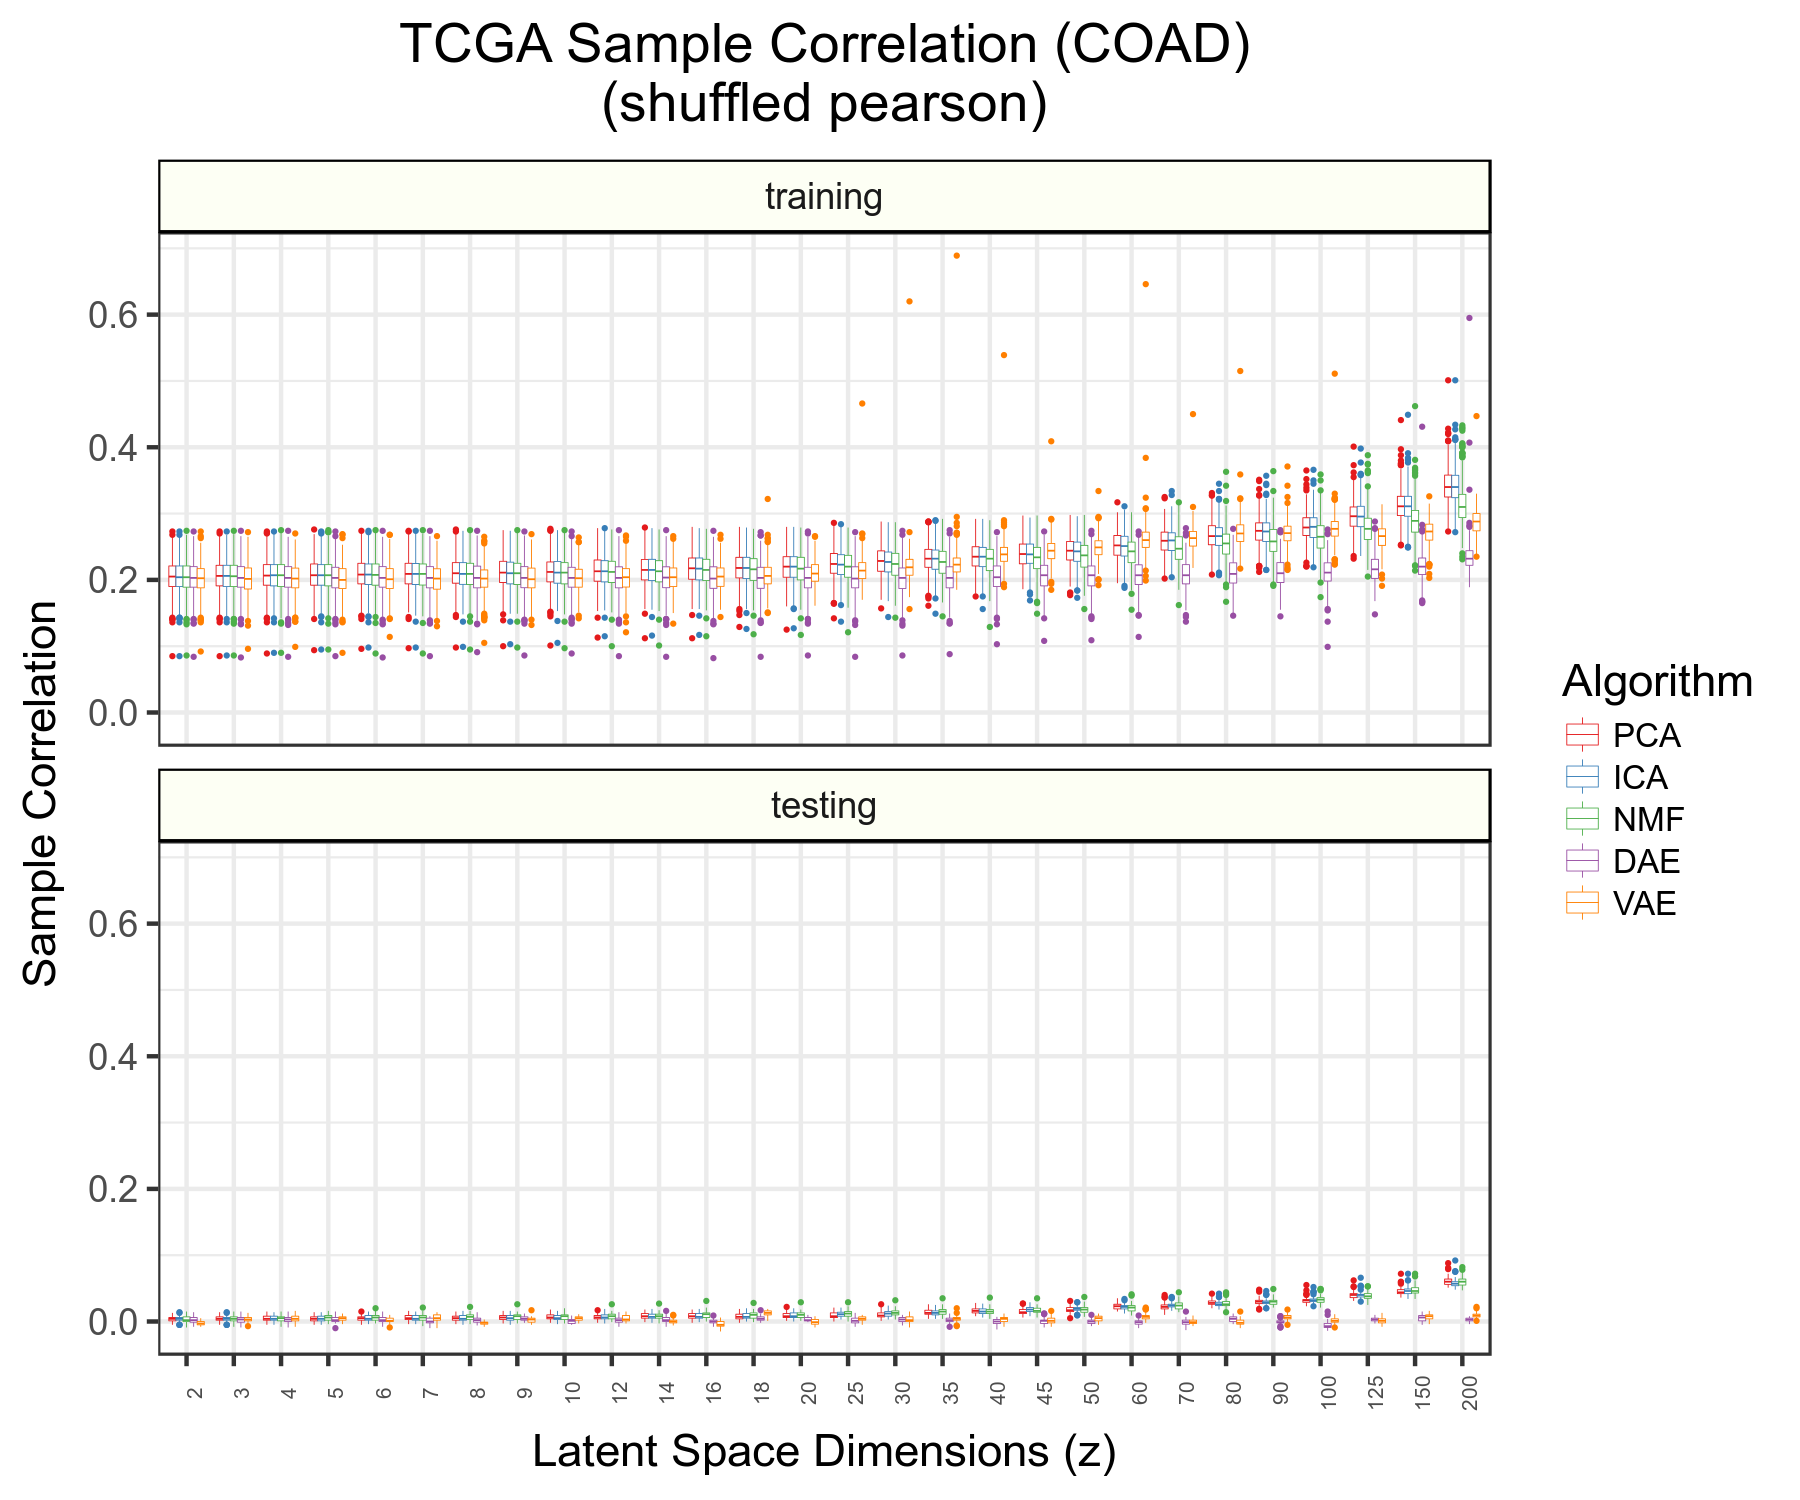 TCGA Sample Correlation (COAD)
(shuffled pearson)
training
0.6
0.4
0.2
0.0
testing
0.6
0.4
0.2
0.0
Sample Correlation
2 3 4 5 6 7 8 9 10 12 14 16 18 20 25 30 35 40 45 50 60 70 80 90 100 125 150 200
Latent Space Dimensions (z)
Algorithm
PCA
ICA
NMF
DAE
VAE